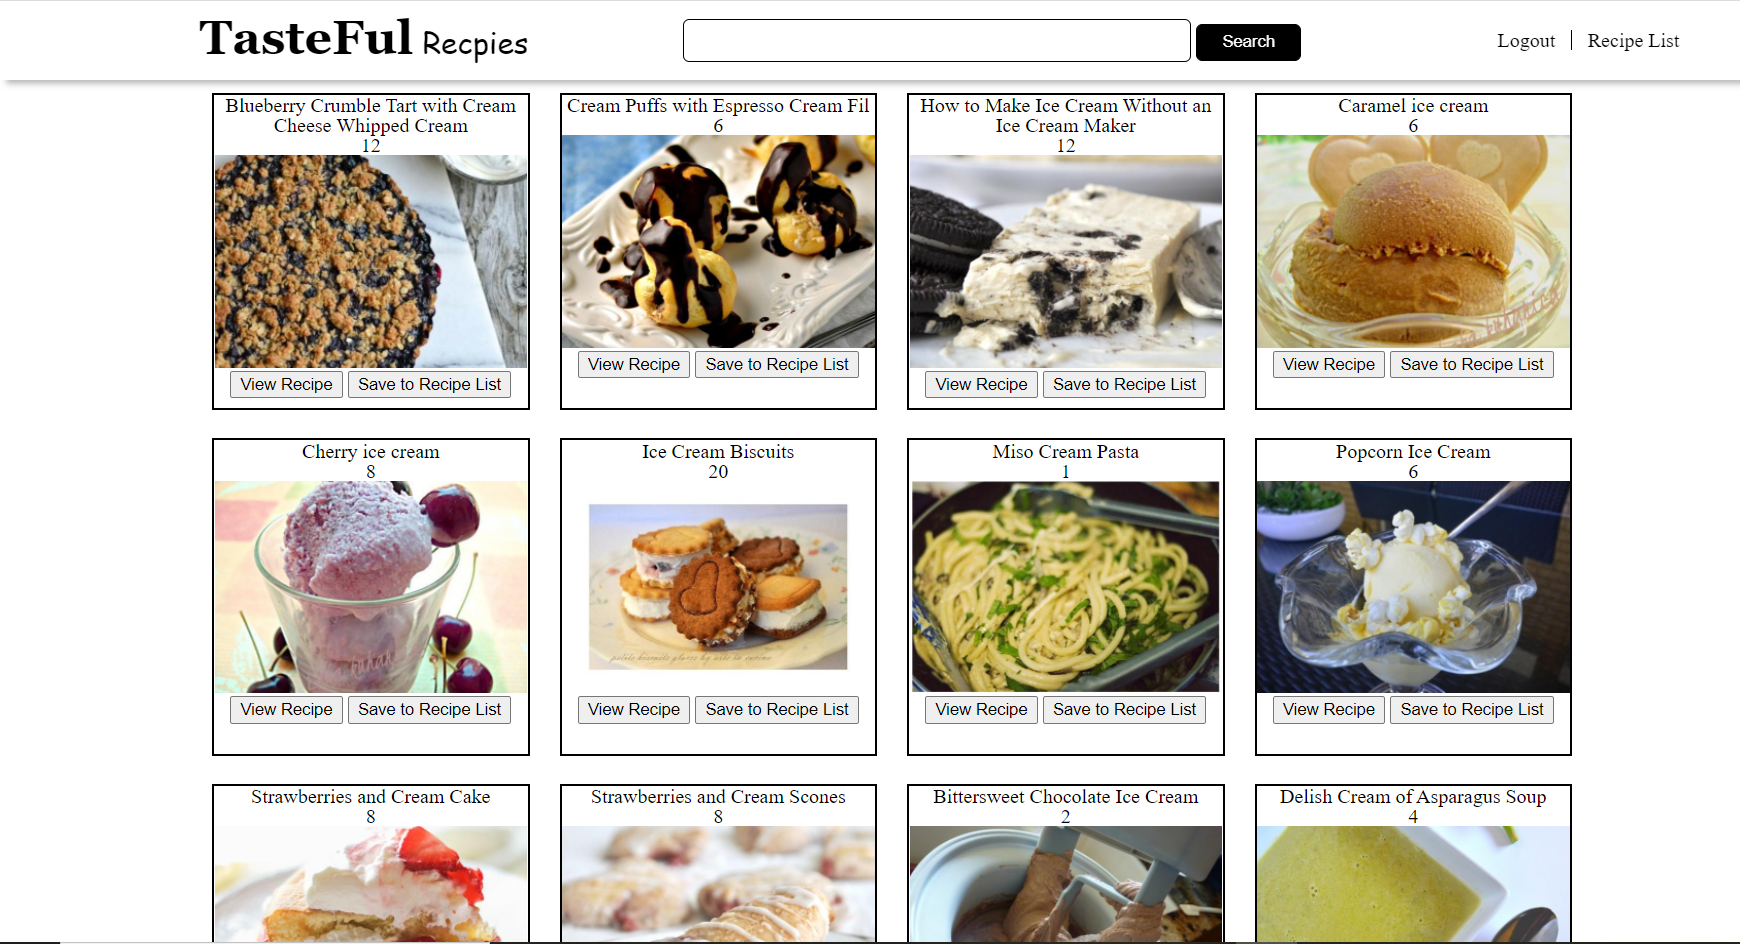 TasteFul Recpies
Search
Logout
Recipe List
Blueberry Crumble Tart with Cream
Cheese Whipped Cream
12
View Recipe
Save to Recipe List
Cream Puffs with Espresso Cream Fil
6
View Recipe
Save to Recipe List
How to Make Ice Cream Without an
Ice Cream Maker
12
View Recipe
Save to Recipe List
Caramel ice cream
6
View Recipe
Save to Recipe List
Cherry ice cream
8
View Recipe
Save to Recipe List
Ice Cream Biscuits
20
View Recipe
Save to Recipe List
Miso Cream Pasta
1
View Recipe
Save to Recipe List
Popcorn Ice Cream
6
View Recipe
Save to Recipe List
Strawberries and Cream Cake
8
Strawberries and Cream Scones
8
Bittersweet Chocolate Ice Cream
2
Delish Cream of Asparagus Soup
4